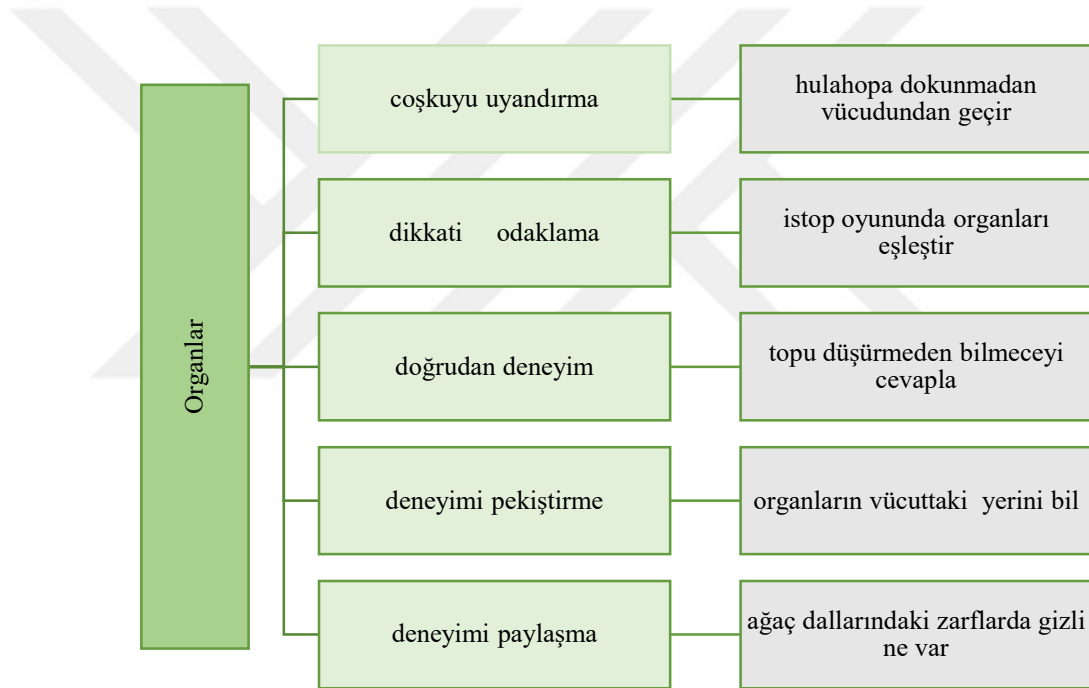 Organlar
coşkuyu uyandırma
hulahopa dokunmadan
vücudundan geçir
dikkati odaklama
istop oyununda organları
eşleştir
doğrudan deneyim
topu düşürmeden bilmeceyi
cevapla
deneyimi pekiştirme
organların vücuttaki yerini bil
deneyimi paylaşma
ağaç dallarındaki zarflarda gizli
ne var